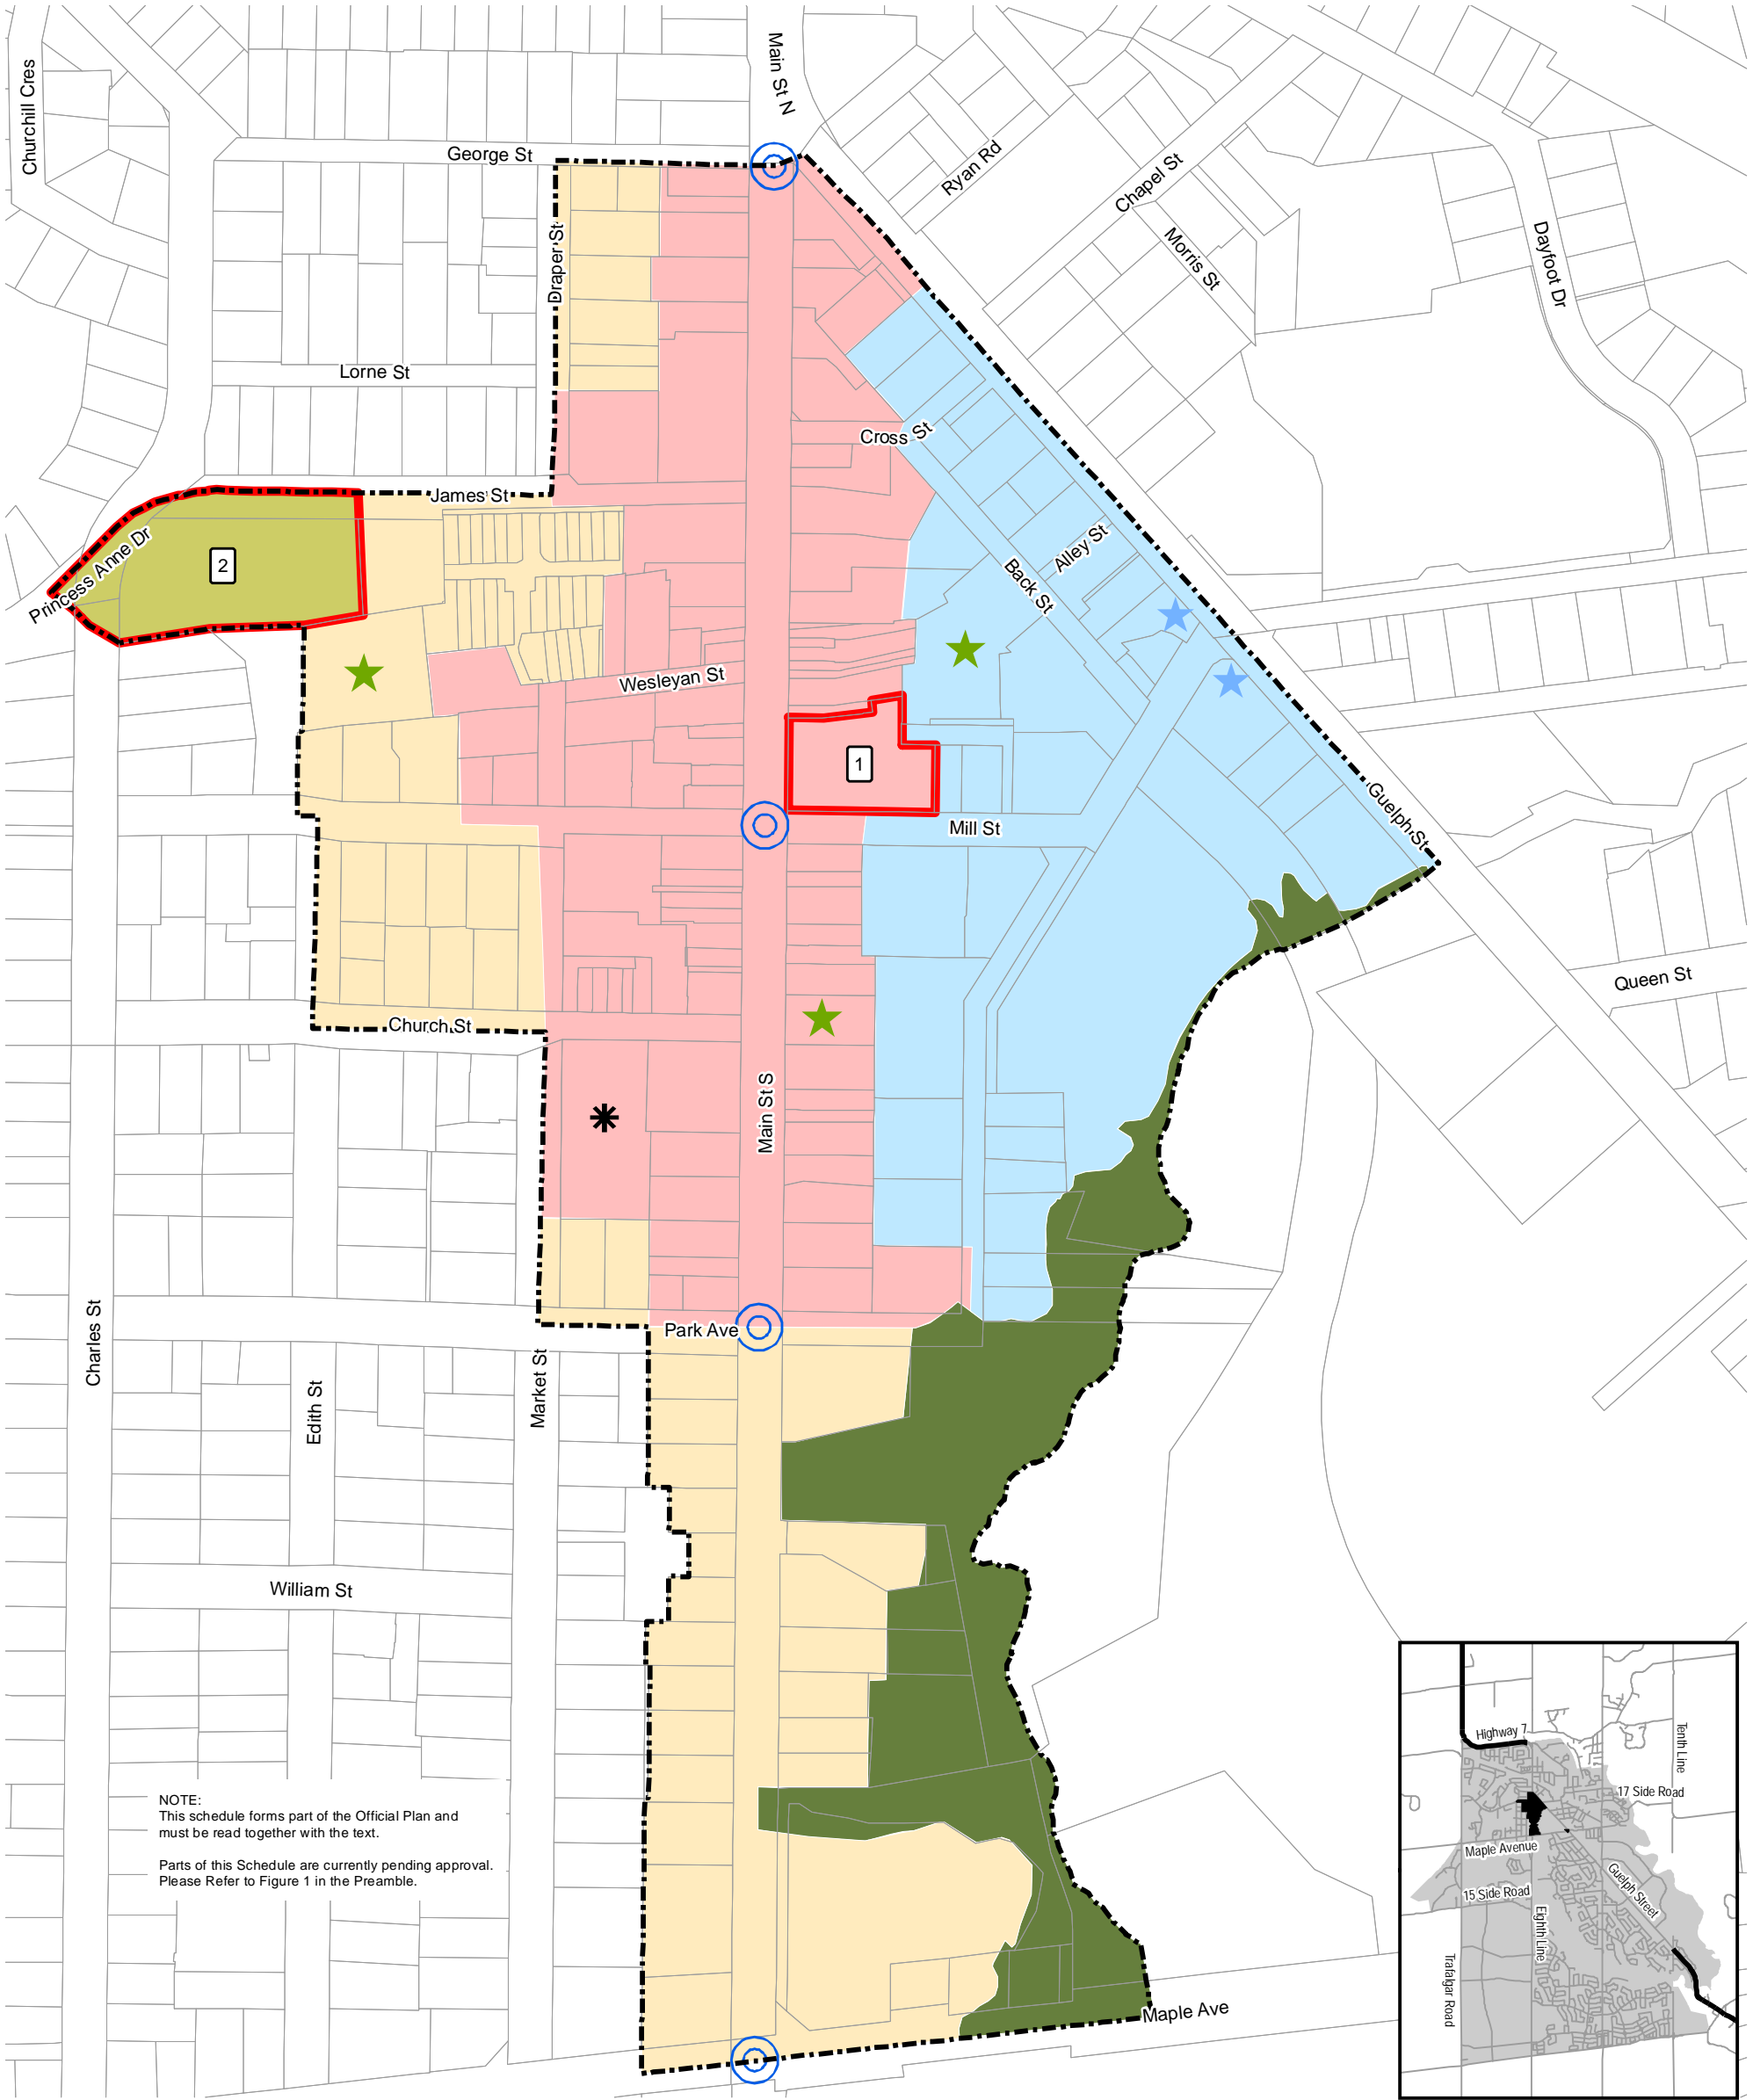 Churchill Cres
Main St N
George St
Ryan Rd
Chapel St
Morris St
Dayfoot Dr
Draper St
Lorne St
Cross St
James St
Princess Anne Dr
2
Back St
Alley St
Wesleyan St
1
Mill St
Guelph St
Queen St
Church St
Main St S
Park Ave
Charles St
Edith St
Market St
William St
Maple Ave
NOTE:
This schedule forms part of the Official Plan and
must be read together with the text.
Parts of this Schedule are currently pending approval.
Please Refer to Figure 1 in the Preamble.
Highway 7
Tenth Line
17 Side Road
Maple Avenue
15 Side Road
Guelph Street
Eighth Line
Trafalgar Road